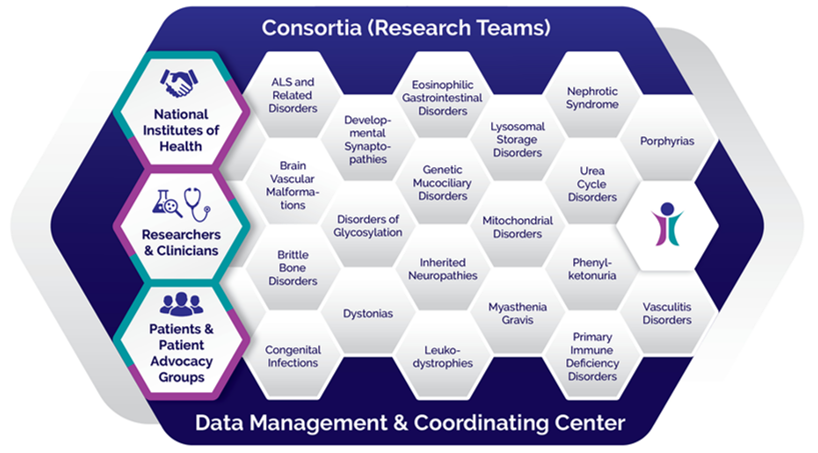 Consortia (Research Teams)
National
Institutes of
Health
Researchers
& Clinicians
Patients &
Patient
Advocacy
Groups
ALS and
Related
Disorders
Brain
Vascular
Malforma-
tions
Brittle
Bone
Disorders
Congenital
Infections
Develop-
mental
Synapto-
pathies
Disorders of
Glycosylation
Dystonias
Eosinophilic
Gastrointestinal
Disorders
Genetic
Mucociliary
Disorders
Inherited
Neuropathies
Leuko-
dystrophies
Lysosomal
Storage
Disorders
Mitochondrial
Disorders
Myasthenia
Gravis
Nephrotic
Syndrome
Urea
Cycle
Disorders
Phenyl-
ketonuria
Primary
Immune
Deficiency
Disorders
Porphyrias
Vasculitis
Disorders
Data Management & Coordinating Center